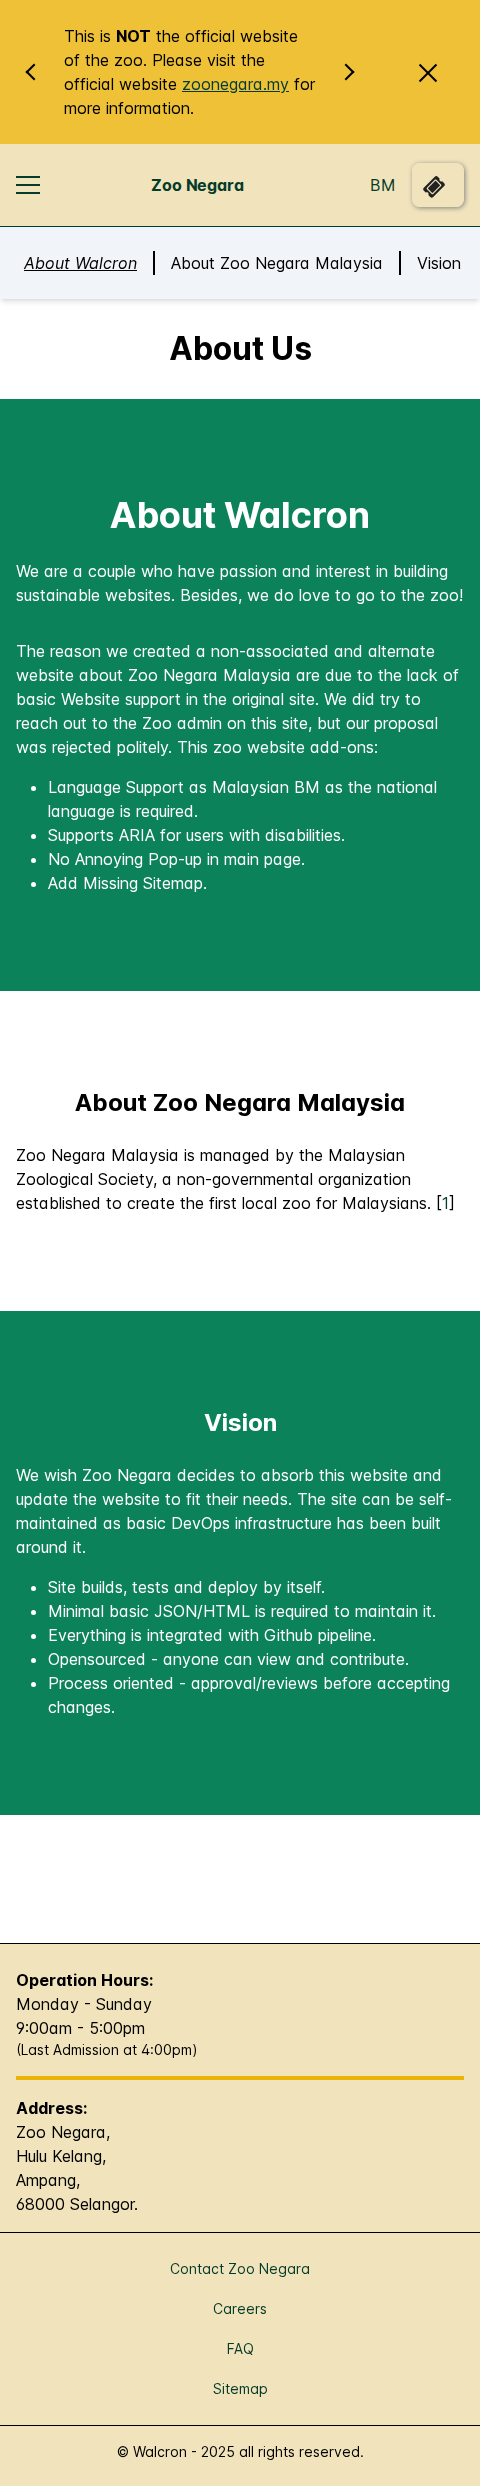 This is NOT the official website
of the zoo. Please visit the
official website zoonegara.my for
more information.
Zoo Negara
BM
About Walcron
About Zoo Negara Malaysia
Vision
About Us
About Walcron
We are a couple who have passion and interest in building
sustainable websites. Besides, we do love to go to the zoo!
The reason we created a non-associated and alternate
website about Zoo Negara Malaysia are due to the lack of
basic Website support in the original site. We did try to
reach out to the Zoo admin on this site, but our proposal
was rejected politely. This zoo website add-ons:
• Language Support as Malaysian BM as the national
language is required.
• Supports ARIA for users with disabilities.
• No Annoying Pop-up in main page.
• Add Missing Sitemap.
About Zoo Negara Malaysia
Zoo Negara Malaysia is managed by the Malaysian
Zoological Society, a non-governmental organization
established to create the first local zoo for Malaysians. [1]
Vision
We wish Zoo Negara decides to absorb this website and
update the website to fit their needs. The site can be self-
maintained as basic DevOps infrastructure has been built
around it.
• Site builds, tests and deploy by itself.
• Minimal basic JSON/HTML is required to maintain it.
• Everything is integrated with Github pipeline.
• Opensourced - anyone can view and contribute.
• Process oriented - approval/reviews before accepting
changes.
Operation Hours:
Monday - Sunday
9:00am - 5:00pm
(Last Admission at 4:00pm)
Address:
Zoo Negara,
Hulu Kelang,
Ampang,
68000 Selangor.
Contact Zoo Negara
Careers
FAQ
Sitemap
© Walcron - 2025 all rights reserved.